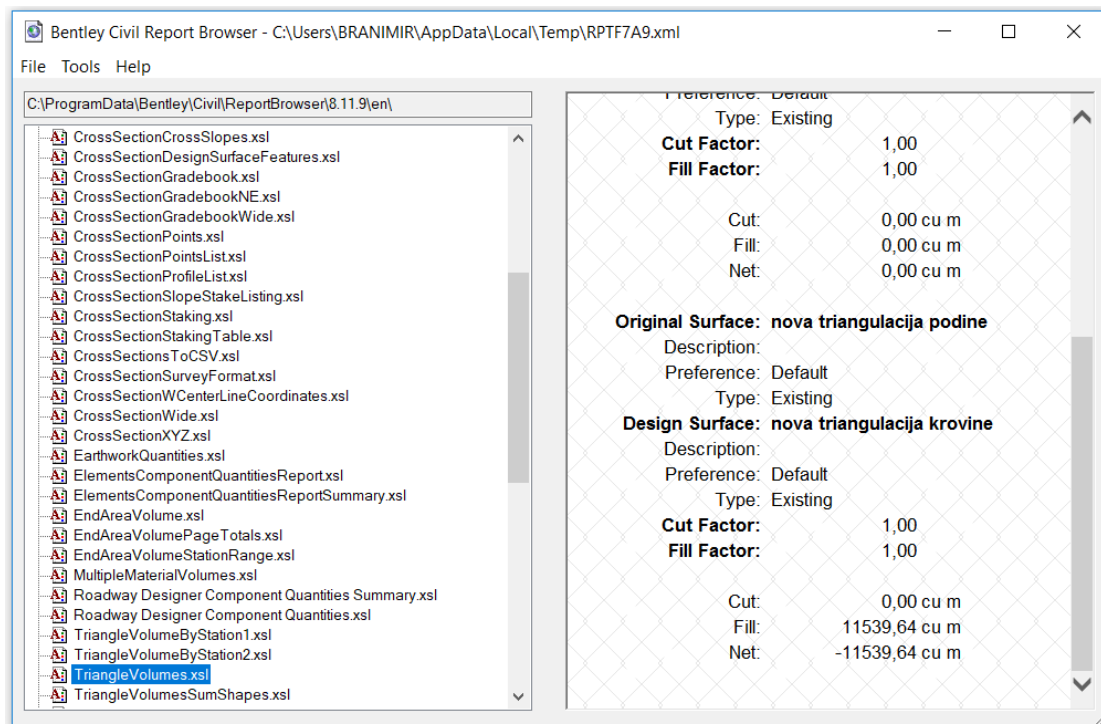 Bentley Civil Report Browser - C:\Users\BRANIMIR\AppData\Local\Temp\RPTF7A9.xml
File Tools Help
C:\ProgramData\Bentley\Civil\ReportBrowser\8.11.9\en\
CrossSectionCrossSlopes.xsl
CrossSectionDesignSurfaceFeatures.xsl
CrossSectionGradebook.xsl
CrossSectionGradebookNE.xsl
CrossSectionGradebookWide.xsl
CrossSectionPoints.xsl
CrossSectionPointsList.xsl
CrossSectionProfileList.xsl
CrossSectionSlopeStakeListing.xsl
CrossSectionStaking.xsl
CrossSectionStakingTable.xsl
CrossSectionsToCSV.xsl
CrossSectionSurveyFormat.xsl
CrossSectionWCenterLineCoordinates.xsl
CrossSectionWide.xsl
CrossSectionXYZ.xsl
EarthworkQuantities.xsl
ElementsComponentQuantitiesReport.xsl
ElementsComponentQuantitiesReportSummary.xsl
EndAreaVolume.xsl
EndAreaVolumePageTotals.xsl
EndAreaVolumeStationRange.xsl
MultipleMaterialVolumes.xsl
Roadway Designer Component Quantities Summary.xsl
Roadway Designer Component Quantities.xsl
TriangleVolumeByStation1.xsl
TriangleVolumeByStation2.xsl
TriangleVolumes.xsl
TriangleVolumesSumShapes.xsl
Preference: Default
Type: Existing
Cut Factor: 1,00
Fill Factor: 1,00
Cut: 0,00 cu m
Fill: 0,00 cu m
Net: 0,00 cu m
Original Surface: nova triangulacija podine
Description:
Preference: Default
Type: Existing
Design Surface: nova triangulacija krovine
Description:
Preference: Default
Type: Existing
Cut Factor: 1,00
Fill Factor: 1,00
Cut: 0,00 cu m
Fill: 11539,64 cu m
Net: -11539,64 cu m